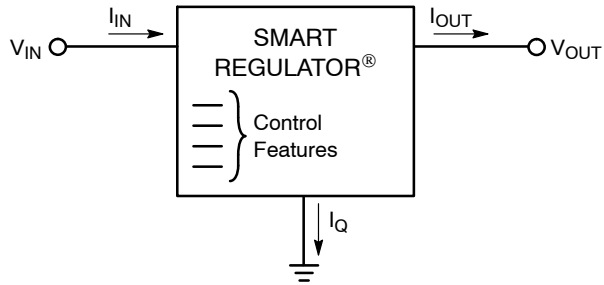 I_IN
I_OUT
V_IN
SMART
REGULATOR®
V_OUT
Control
Features
I_Q